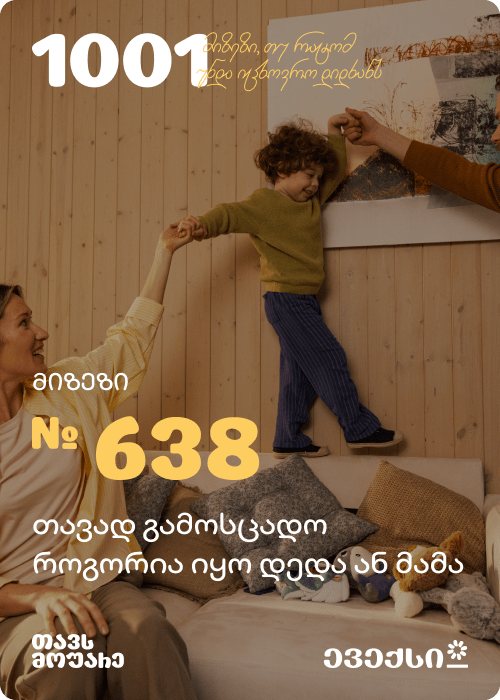 1001 მიზეზი, თუ რატომ
უნდა იცხოვრო დიდხანს
მიზეზი
№ 638
თავად გამოსცადო
როგორია იყო დედა ან მამა
თავს
მოუარე
ევექსი